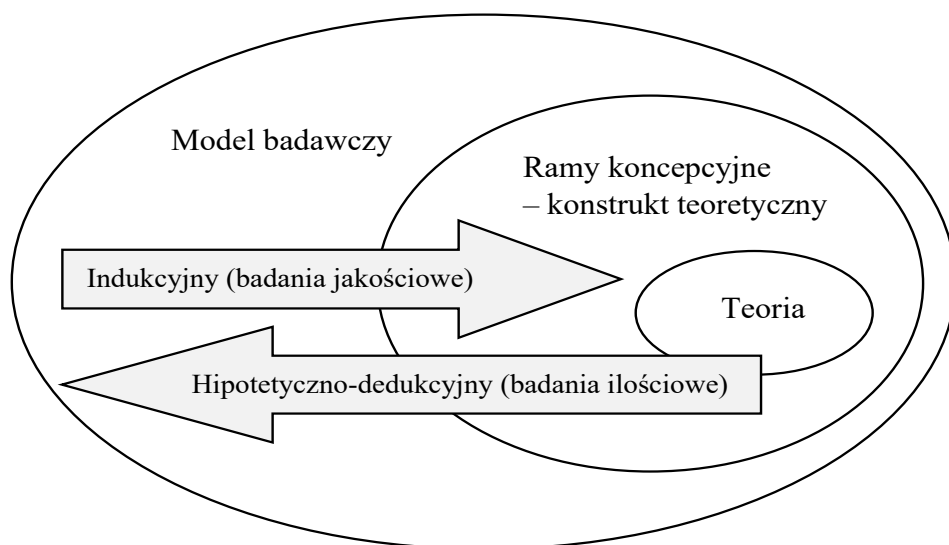 Model badawczy
Ramy koncepcyjne
– konstrukt teoretyczny
Indukcyjny (badania jakościowe)
Teoria
Hipotetyczno-dedukcyjny (badania ilościowe)